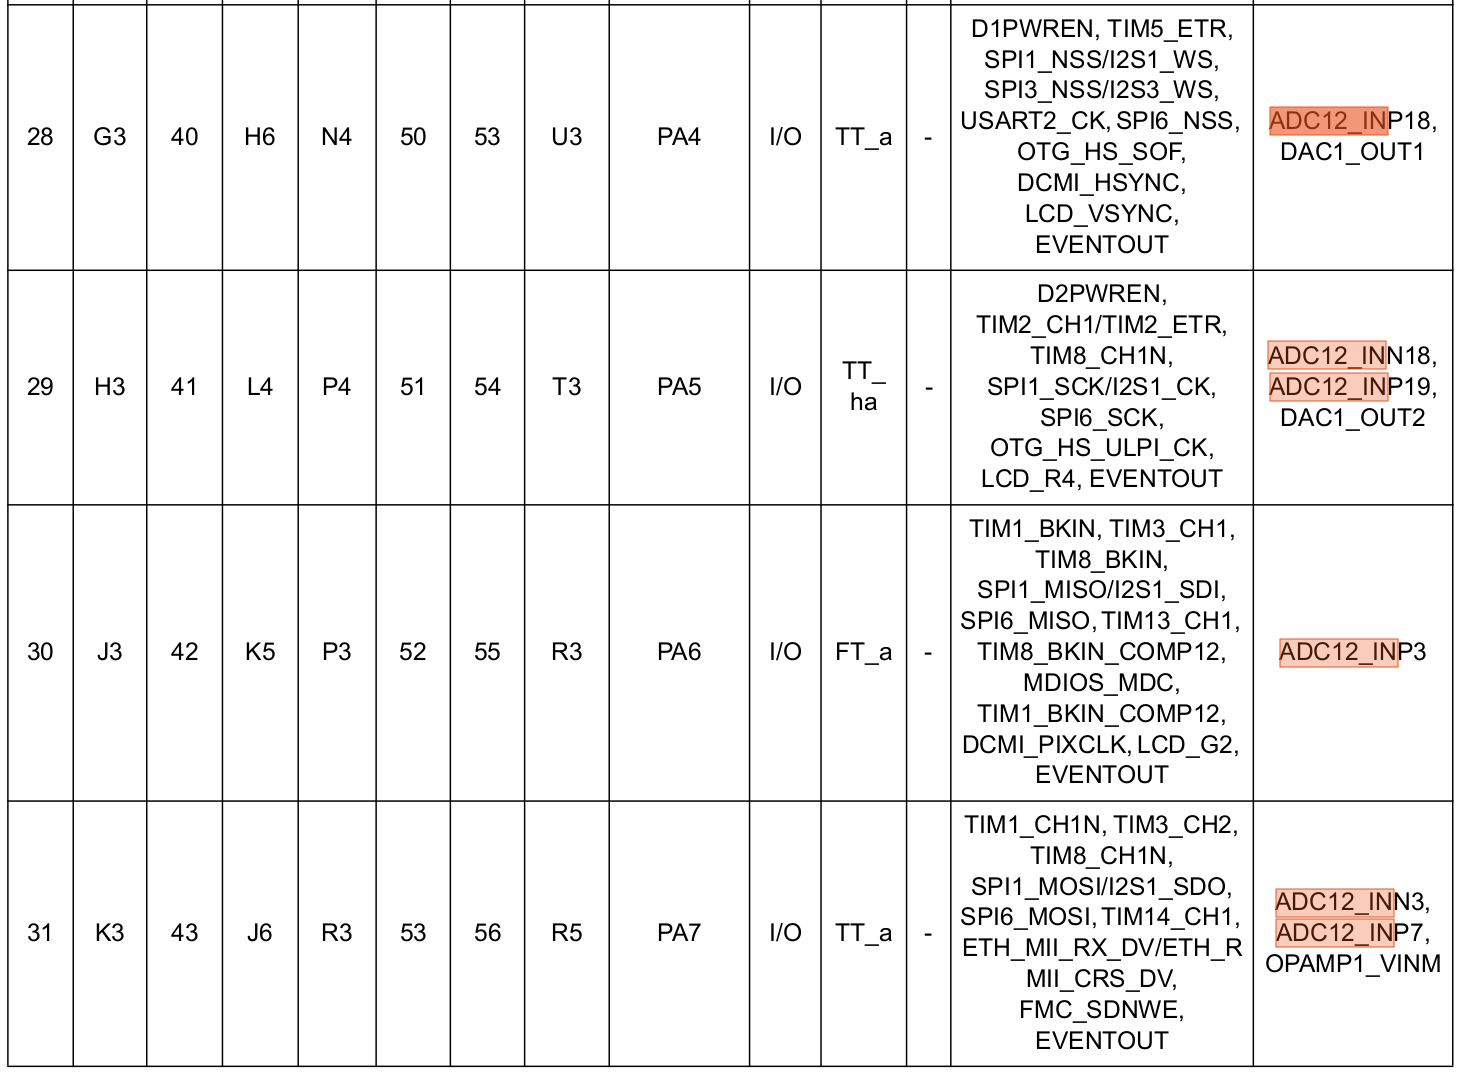 28 G3 40 H6 N4 50 53 U3 PA4 I/O TT_a -
D1PWREN, TIM5_ETR,
SPI1_NSS/I2S1_WS,
SPI3_NSS/I2S3_WS,
USART2_CK, SPI6_NSS,
OTG_HS_SOF,
DCMI_HSYNC,
LCD_VSYNC,
EVENTOUT
ADC12_INP18,
DAC1_OUT1
29 H3 41 L4 P4 51 54 T3 PA5 I/O
TT_
ha
-
D2PWREN,
TIM2_CH1/TIM2_ETR,
TIM8_CH1N,
SPI1_SCK/I2S1_CK,
SPI6_SCK,
OTG_HS_ULPI_CK,
LCD_R4, EVENTOUT
ADC12_INN18,
ADC12_INP19,
DAC1_OUT2
30 J3 42 K5 P3 52 55 R3 PA6 I/O FT_a -
TIM1_BKIN, TIM3_CH1,
TIM8_BKIN,
SPI1_MISO/I2S1_SDI,
SPI6_MISO, TIM13_CH1,
TIM8_BKIN_COMP12,
MDIOS_MDC,
TIM1_BKIN_COMP12,
DCMI_PIXCLK, LCD_G2,
EVENTOUT
ADC12_INP3
31 K3 43 J6 R3 53 56 R5 PA7 I/O TT_a -
TIM1_CH1N, TIM3_CH2,
TIM8_CH1N,
SPI1_MOSI/I2S1_SDO,
SPI6_MOSI, TIM14_CH1,
ETH_MII_RX_DV/ETH_R
MII_CRS_DV,
FMC_SDNWE,
EVENTOUT
ADC12_INN3,
ADC12_INP7,
OPAMP1_VINM